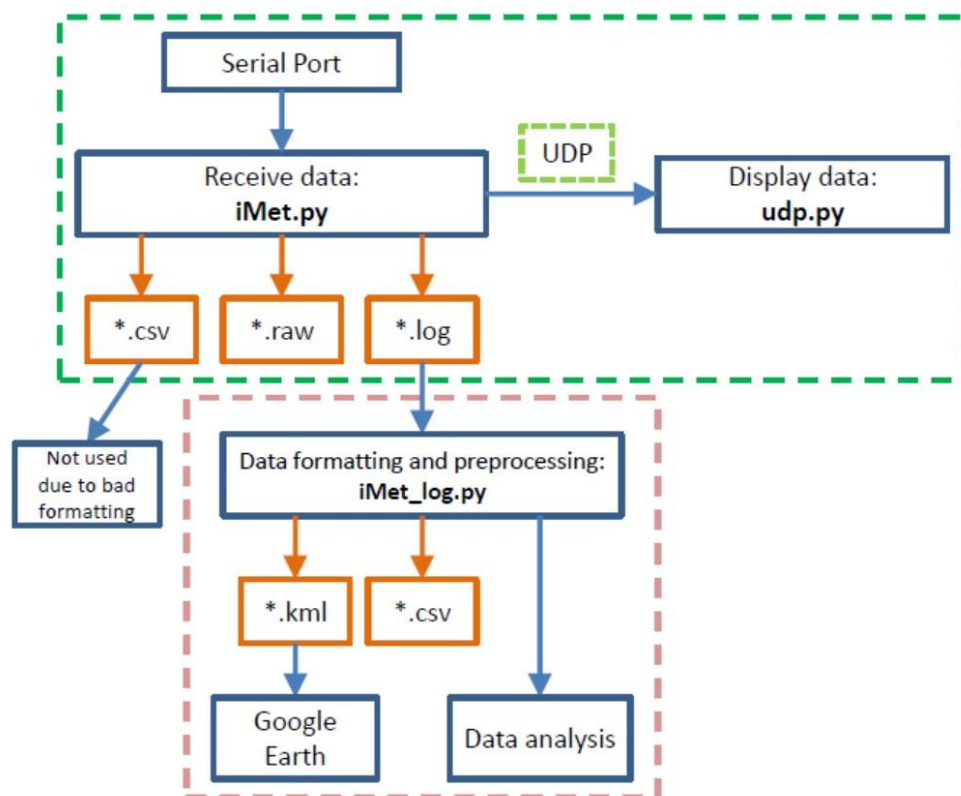 Serial Port
UDP
Receive data:
iMet.py
Display data:
udp.py
*.csv
*.raw
*.log
Not used
due to bad
formatting
Data formatting and preprocessing:
iMet_log.py
*.kml
*.csv
Google
Earth
Data analysis